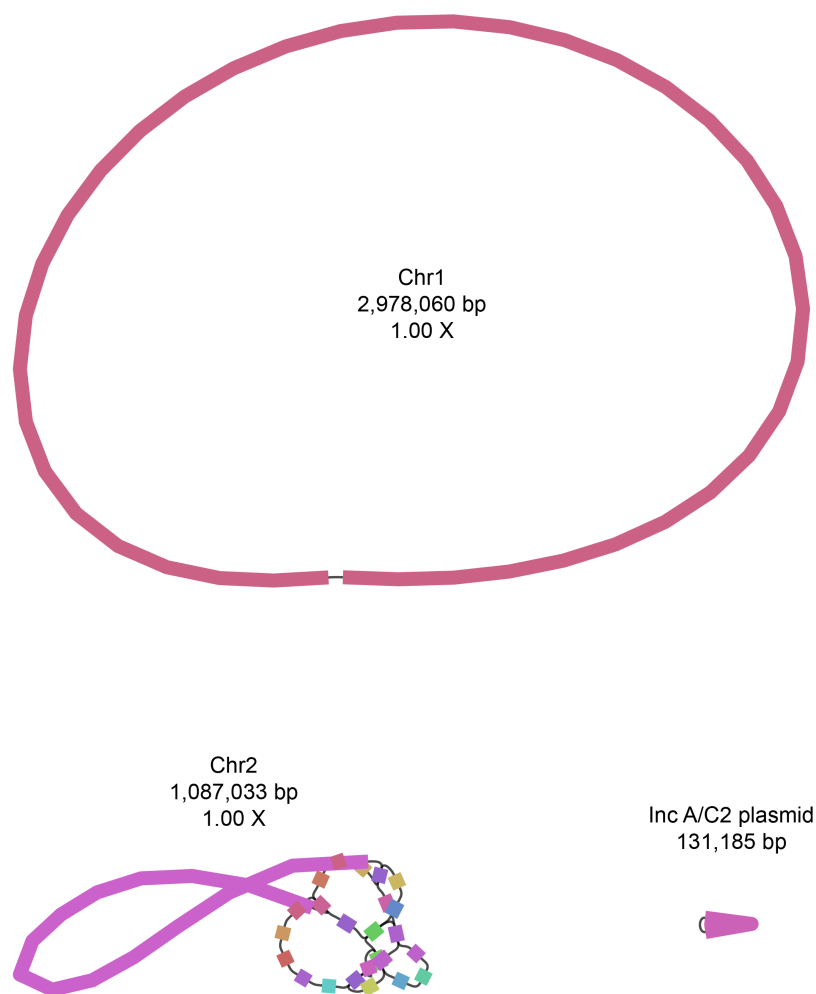 Chr1
2,978,060 bp
1.00 X
Chr2
1,087,033 bp
1.00 X
Inc A/C2 plasmid
131,185 bp